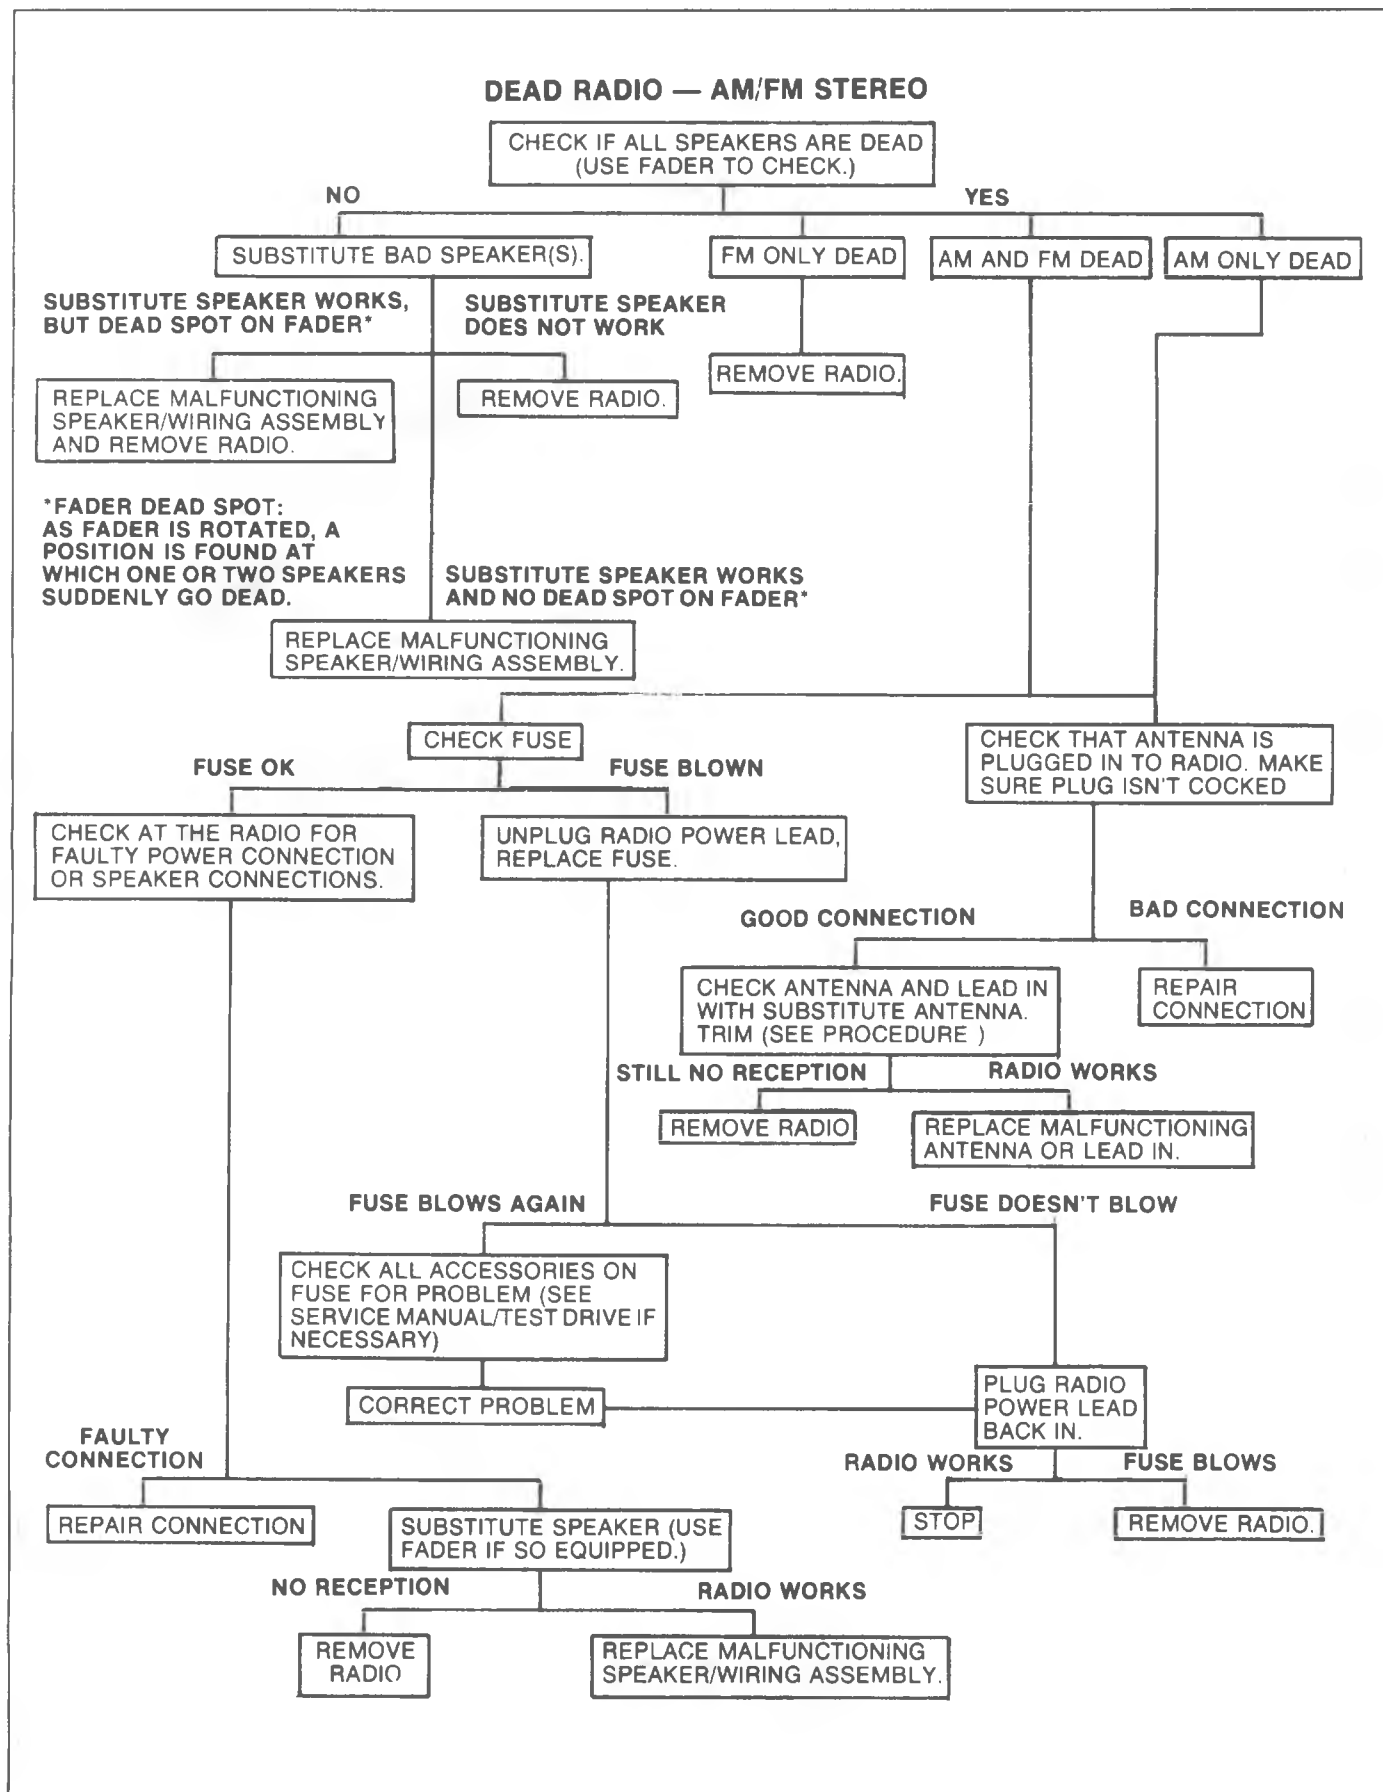 DEAD RADIO — AM/FM STEREO
CHECK IF ALL SPEAKERS ARE DEAD
(USE FADER TO CHECK.)
NO
YES
SUBSTITUTE BAD SPEAKER(S).
FM ONLY DEAD
AM AND FM DEAD
AM ONLY DEAD
SUBSTITUTE SPEAKER WORKS,
BUT DEAD SPOT ON FADER*
SUBSTITUTE SPEAKER
DOES NOT WORK
REMOVE RADIO.
REPLACE MALFUNCTIONING
SPEAKER/WIRING ASSEMBLY
AND REMOVE RADIO.
REMOVE RADIO.
*FADER DEAD SPOT:
AS FADER IS ROTATED, A
POSITION IS FOUND AT
WHICH ONE OR TWO SPEAKERS
SUDDENLY GO DEAD.
SUBSTITUTE SPEAKER WORKS
AND NO DEAD SPOT ON FADER*
REPLACE MALFUNCTIONING
SPEAKER/WIRING ASSEMBLY.
CHECK FUSE
CHECK THAT ANTENNA IS
PLUGGED IN TO RADIO. MAKE
SURE PLUG ISN'T COCKED
FUSE OK
FUSE BLOWN
CHECK AT THE RADIO FOR
FAULTY POWER CONNECTION
OR SPEAKER CONNECTIONS.
UNPLUG RADIO POWER LEAD,
REPLACE FUSE.
GOOD CONNECTION
BAD CONNECTION
CHECK ANTENNA AND LEAD IN
WITH SUBSTITUTE ANTENNA.
TRIM (SEE PROCEDURE )
REPAIR
CONNECTION
STILL NO RECEPTION
RADIO WORKS
REMOVE RADIO
REPLACE MALFUNCTIONING
ANTENNA OR LEAD IN.
FUSE BLOWS AGAIN
FUSE DOESN'T BLOW
CHECK ALL ACCESSORIES ON
FUSE FOR PROBLEM (SEE
SERVICE MANUAL/TEST DRIVE IF
NECESSARY)
CORRECT PROBLEM
PLUG RADIO
POWER LEAD
BACK IN.
FAULTY
CONNECTION
RADIO WORKS
FUSE BLOWS
REPAIR CONNECTION
SUBSTITUTE SPEAKER (USE
FADER IF SO EQUIPPED.)
STOP
REMOVE RADIO.
NO RECEPTION
RADIO WORKS
REMOVE
RADIO
REPLACE MALFUNCTIONING
SPEAKER/WIRING ASSEMBLY.